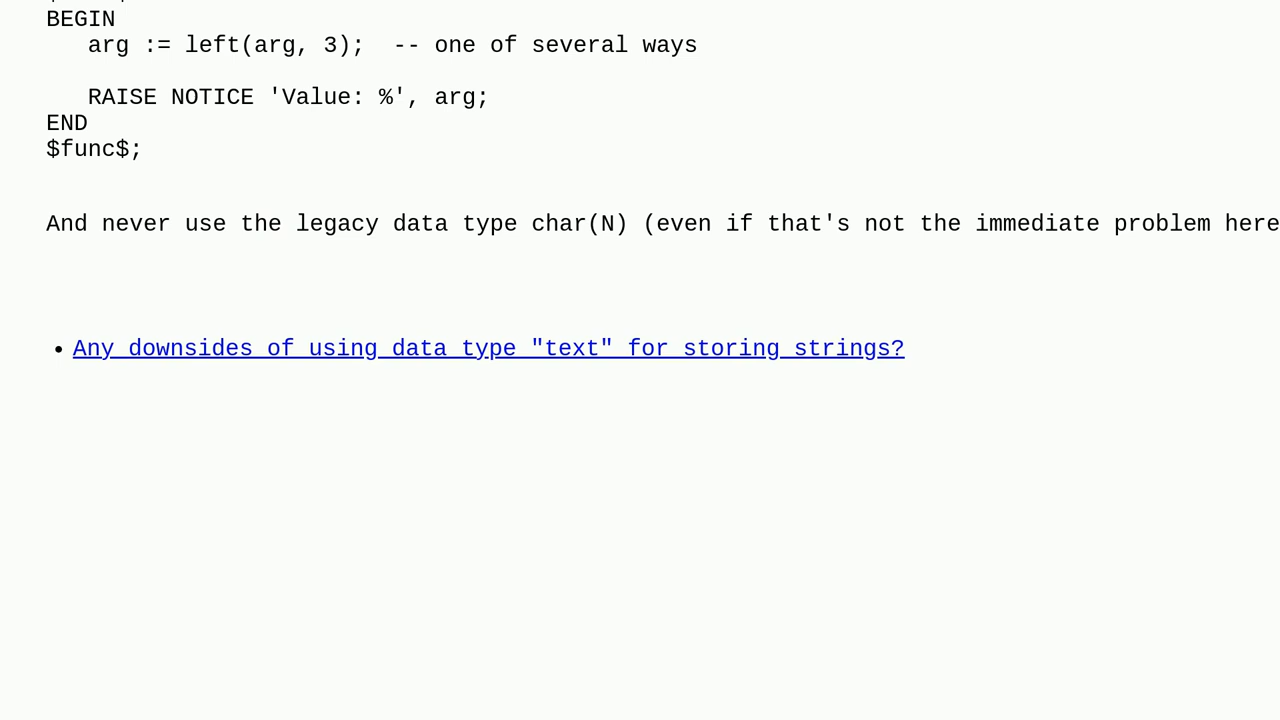 BEGIN
   arg := left(arg, 3);  -- one of several ways
   RAISE NOTICE 'Value: %', arg;
END
$func$;
And never use the legacy data type char(N) (even if that's not the immediate problem here
• Any downsides of using data type "text" for storing strings?